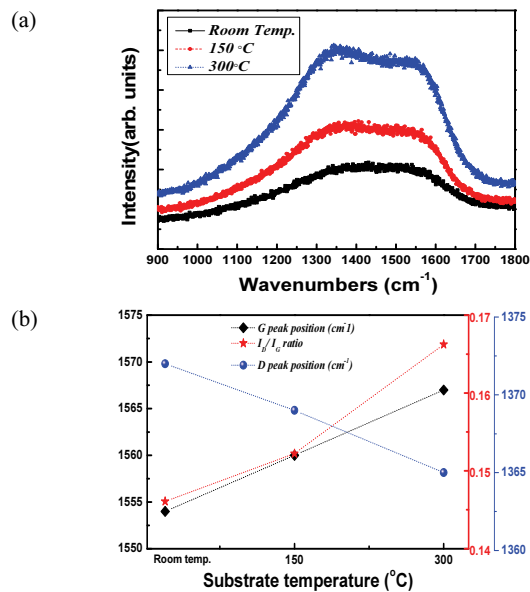 (a)
Intensity(arb. units)
Room Temp.
150 °C
300°C
900 1000 1100 1200 1300 1400 1500 1600 1700 1800
Wavenumbers (cm-1)
(b)
1575
1570
1565
1560
1555
1550
G peak position (cm-1)
ID/ IG ratio
D peak position (cm-1)
0.17
0.16
0.15
0.14
1375
1370
1365
1360
Room temp. 150 300
Substrate temperature (oC)